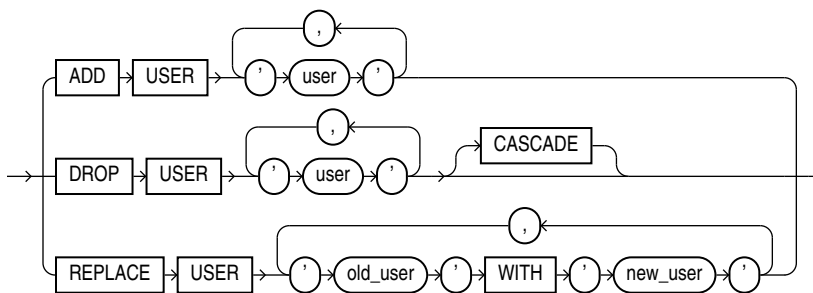 ,
ADD USER ' user '
,
CASCADE
DROP USER ' user '
,
REPLACE USER ' old_user ' WITH ' new_user '